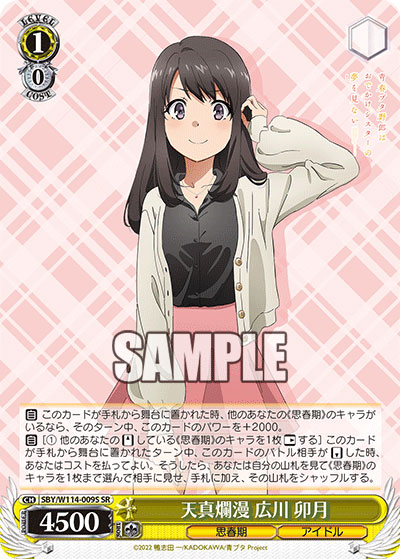 LEVEL
1
0
COST
青春ブタ野郎は
おでかけシスターの
夢を見ない
SAMPLE
自 このカードが手札から舞台に置かれた時、他のあなたの《思春期》のキャラが
いるなら、そのターン中、このカードのパワーを+2000。
自 [① 他のあなたの している《思春期》のキャラを1枚 する] このカードが
手札から舞台に置かれたターン中、このカードのバトル相手が した時、
あなたはコストを払ってよい。そうしたら、あなたは自分の山札を見て《思春期》
のキャラを1枚まで選んで相手に見せ、手札に加え、その山札をシャッフルする。
CH SBY/W114-009S SR
天真爛漫 広川 卯月
POWER 4500 SOUL
思春期 アイドル
©2022 鴨志田 一/KADOKAWA/青ブタ Project